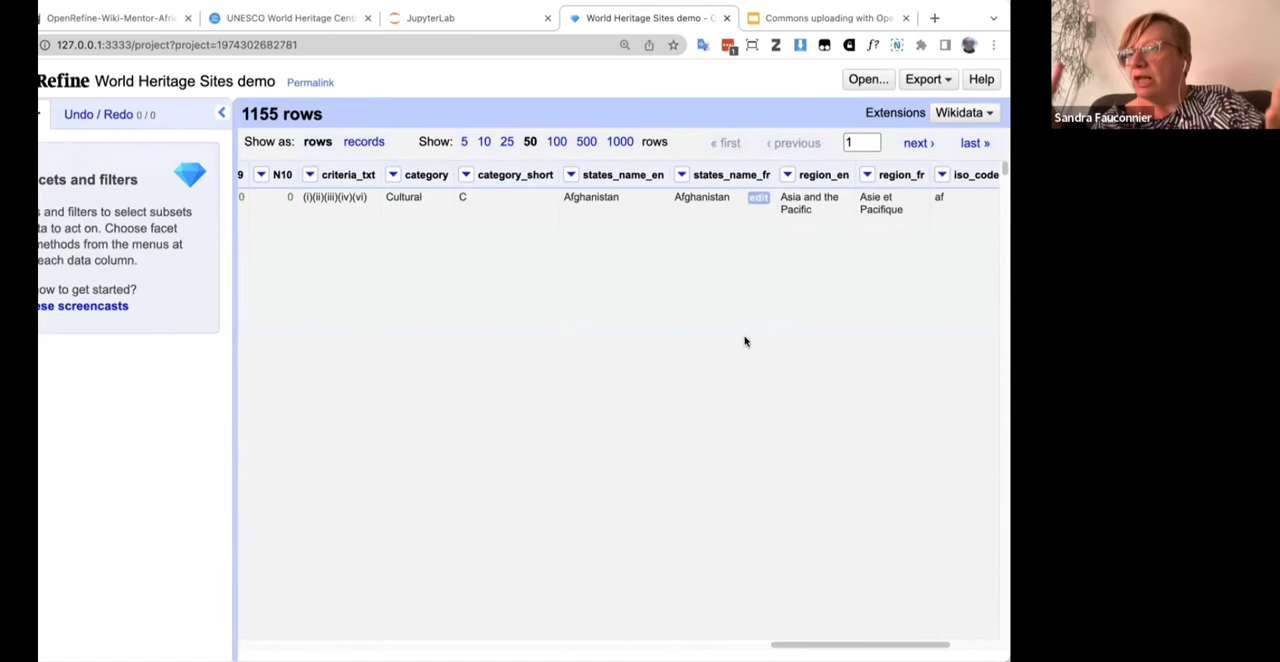 OpenRefine-Wiki-Mentor-Afri
UNESCO World Heritage Cent
JupyterLab
World Heritage Sites demo - O
Commons uploading with Ope
127.0.0.1:3333/project?project=1974302682781
Refine World Heritage Sites demo Permalink
Open... Export Help
Undo / Redo 0 / 0
1155 rows
Extensions Wikidata
Show as: rows records Show: 5 10 25 50 100 500 1000 rows « first ‹ previous 1 next › last »
9 N10 criteria_txt category category_short states_name_en states_name_fr region_en region_fr iso_code
0 0 (i)(ii)(iii)(iv)(vi) Cultural C Afghanistan Afghanistan edit Asia and the Pacific Asie et Pacifique af
cets and filters
s and filters to select subsets
ta to act on. Choose facet
methods from the menus at
each data column.
ow to get started?
ese screencasts
Sandra Fauconnier